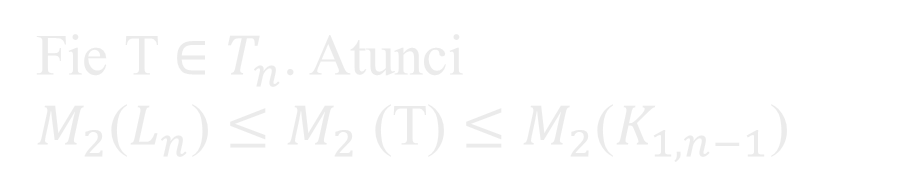 Fie T ∈ 𝑇ₙ. Atunci
𝑀₂(𝐿ₙ) ≤ 𝑀₂ (T) ≤ 𝑀₂(𝐾₁,ₙ₋₁)